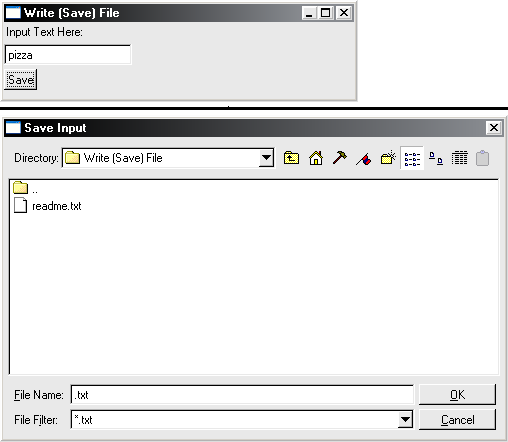 Write (Save) File
Input Text Here:
pizza
Save
Save Input
Directory: Write (Save) File
..
readme.txt
File Name: .txt OK
File Filter: *.txt Cancel